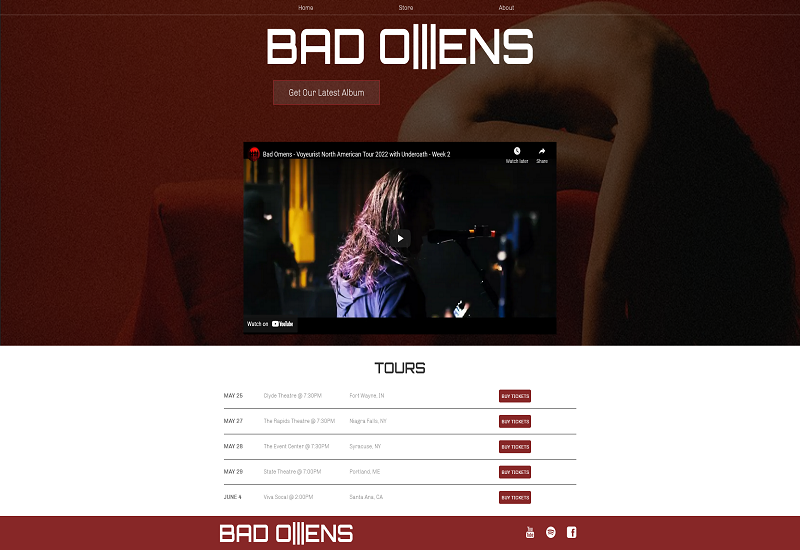 Home Store About
BAD OMENS
Get Our Latest Album
Bad Omens - Voyeurist North American Tour 2022 with Underoath - Week 2
Watch later Share
Watch on YouTube
TOURS
MAY 25 Clyde Theatre @ 7:30PM Fort Wayne, IN BUY TICKETS
MAY 27 The Rapids Theatre @ 7:30PM Niagra Falls, NY BUY TICKETS
MAY 28 The Event Center @ 7:30PM Syracuse, NY BUY TICKETS
MAY 29 State Theatre @ 7:00PM Portland, ME BUY TICKETS
JUNE 4 Viva Socal @ 2:00PM Santa Ana, CA BUY TICKETS
BAD OMENS
You Tube